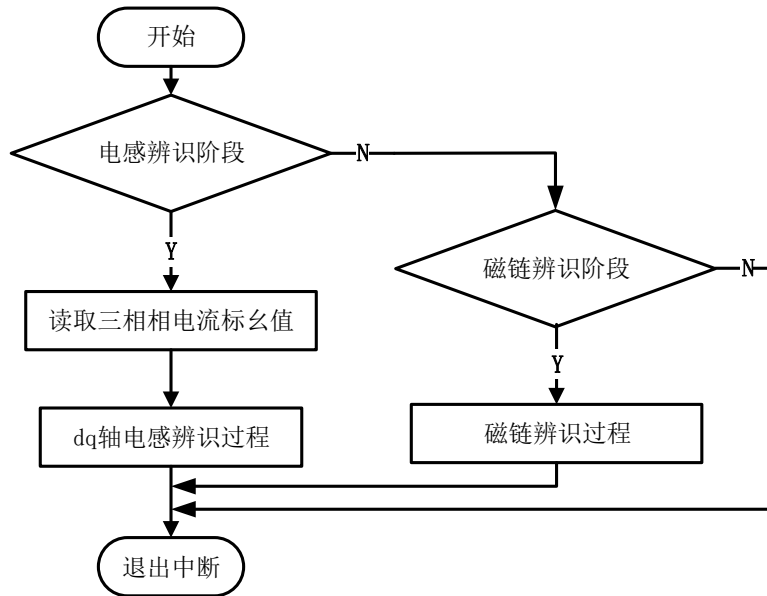 开始
电感辨识阶段
N
Y
磁链辨识阶段
N
读取三相相电流标幺值
Y
dq轴电感辨识过程
磁链辨识过程
退出中断